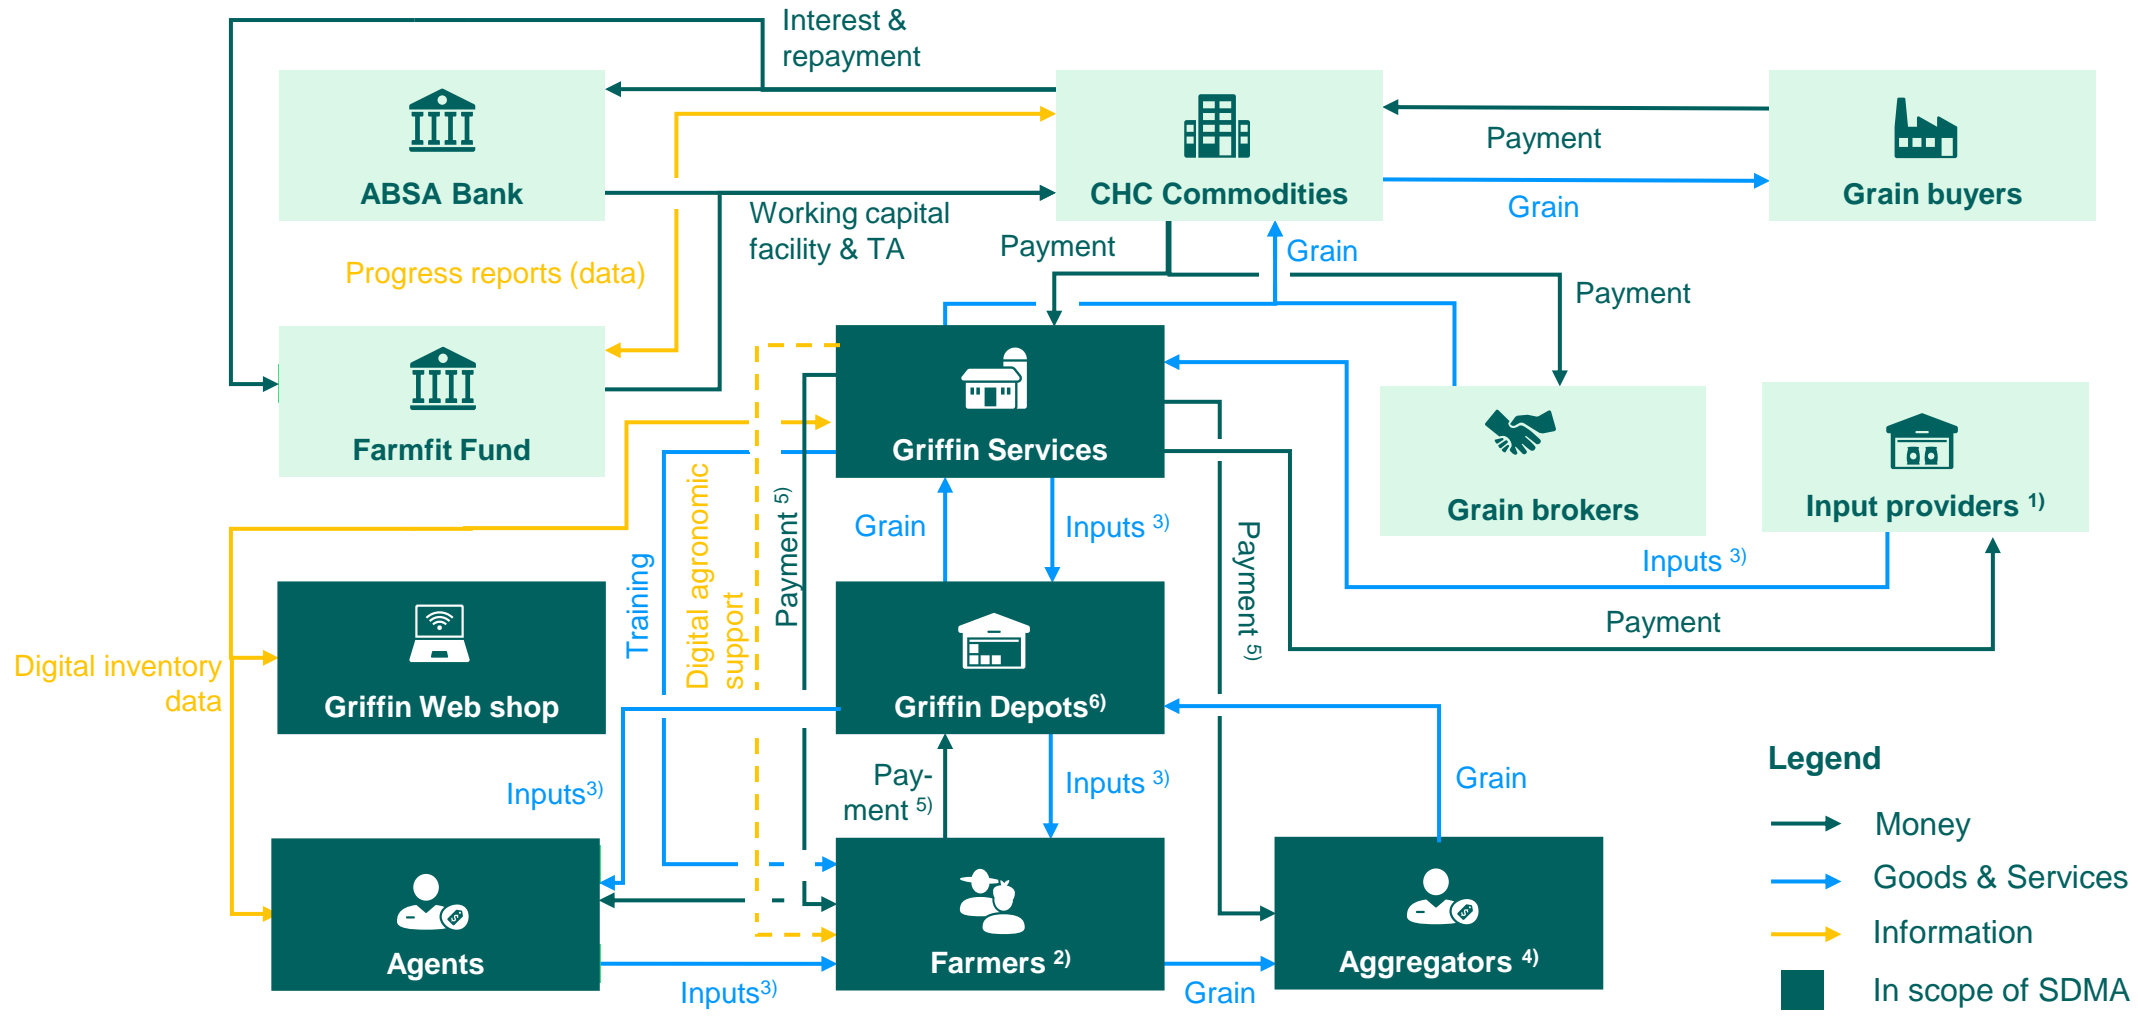 Interest &
repayment
ABSA Bank
CHC Commodities
Payment
Grain
Grain buyers
Working capital
facility & TA
Progress reports (data)
Payment
Grain
Payment
Farmfit Fund
Griffin Services
Grain brokers
Input providers 1)
Grain
Inputs 3)
Inputs 3)
Training
Digital agronomic
support
Payment 5)
Payment 5)
Payment
Digital inventory
data
Griffin Web shop
Griffin Depots6)
Inputs3)
Pay-
ment 5)
Inputs 3)
Grain
Agents
Farmers 2)
Aggregators 4)
Inputs3)
Grain
Legend
Money
Goods & Services
Information
In scope of SDMA